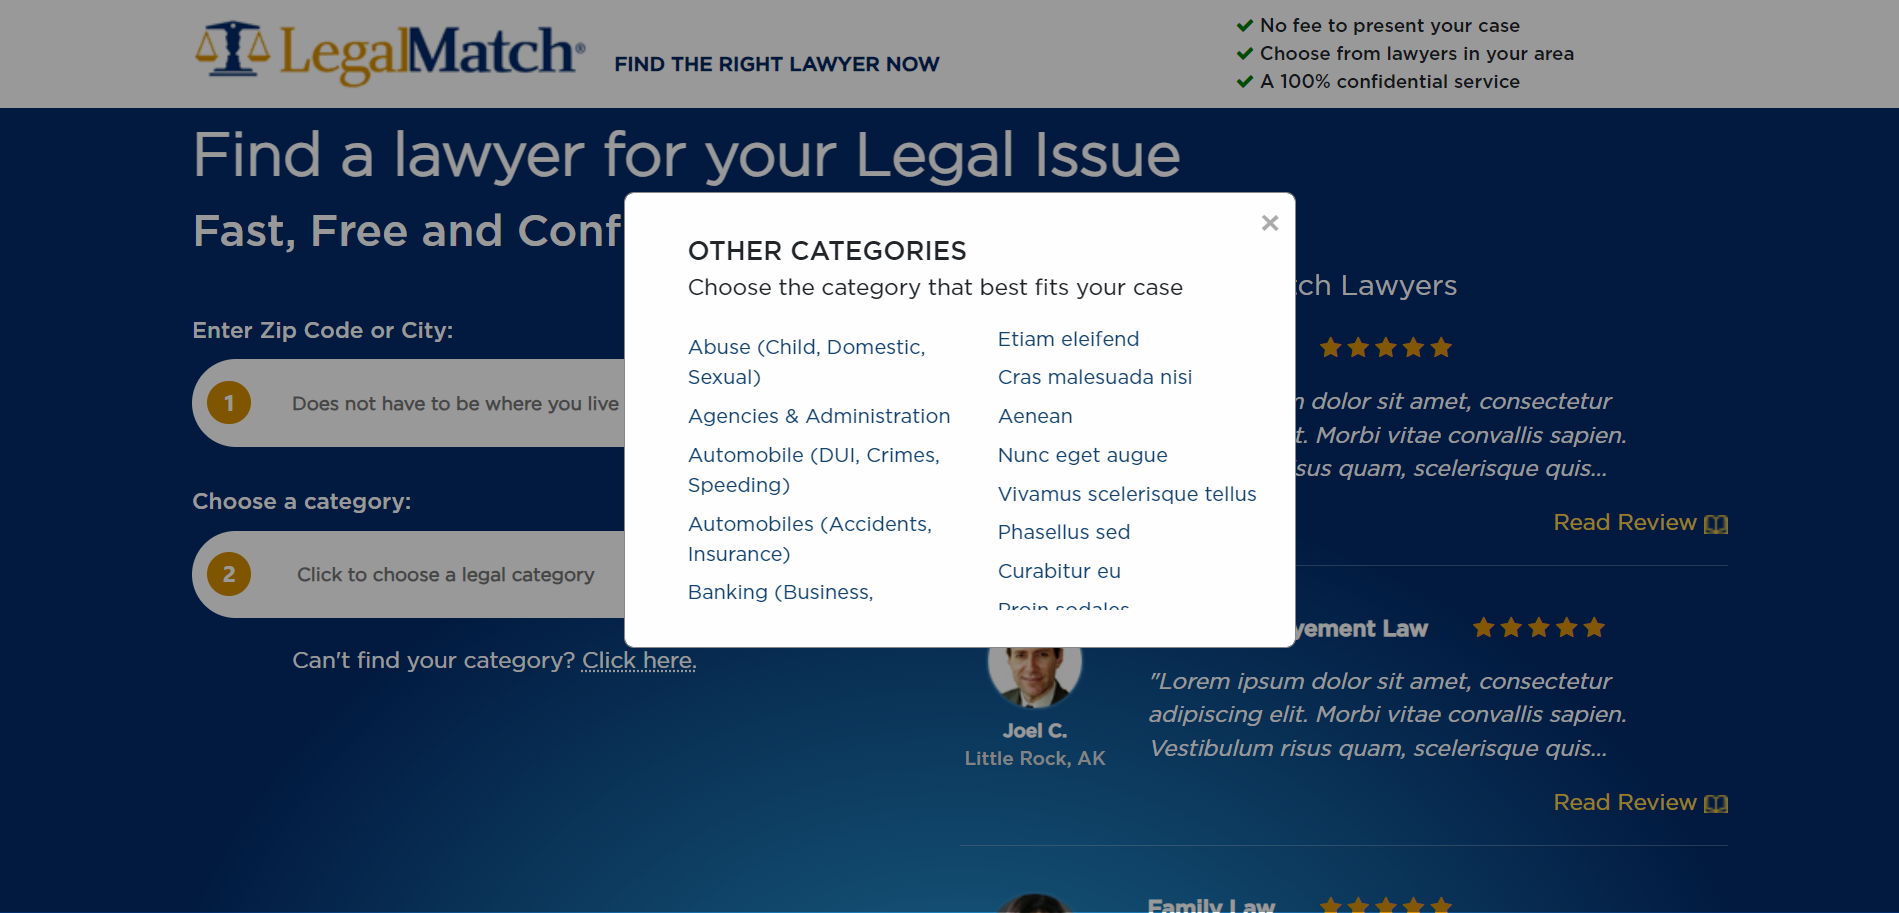 LegalMatch®
FIND THE RIGHT LAWYER NOW
No fee to present your case
Choose from lawyers in your area
A 100% confidential service
Find a lawyer for your Legal Issue
Fast, Free and Conf
Enter Zip Code or City:
1
Does not have to be where you live
Choose a category:
2
Click to choose a legal category
Can't find your category? Click here.
×
OTHER CATEGORIES
Choose the category that best fits your case
Abuse (Child, Domestic,
Sexual)
Agencies & Administration
Automobile (DUI, Crimes,
Speeding)
Automobiles (Accidents,
Insurance)
Banking (Business,
Etiam eleifend
Cras malesuada nisi
Aenean
Nunc eget augue
Vivamus scelerisque tellus
Phasellus sed
Curabitur eu
Proin sodales
ch Lawyers
dolor sit amet, consectetur
t. Morbi vitae convallis sapien.
sus quam, scelerisque quis...
Read Review
yement Law
"Lorem ipsum dolor sit amet, consectetur
adipiscing elit. Morbi vitae convallis sapien.
Vestibulum risus quam, scelerisque quis...
Joel C.
Little Rock, AK
Read Review
Family Law